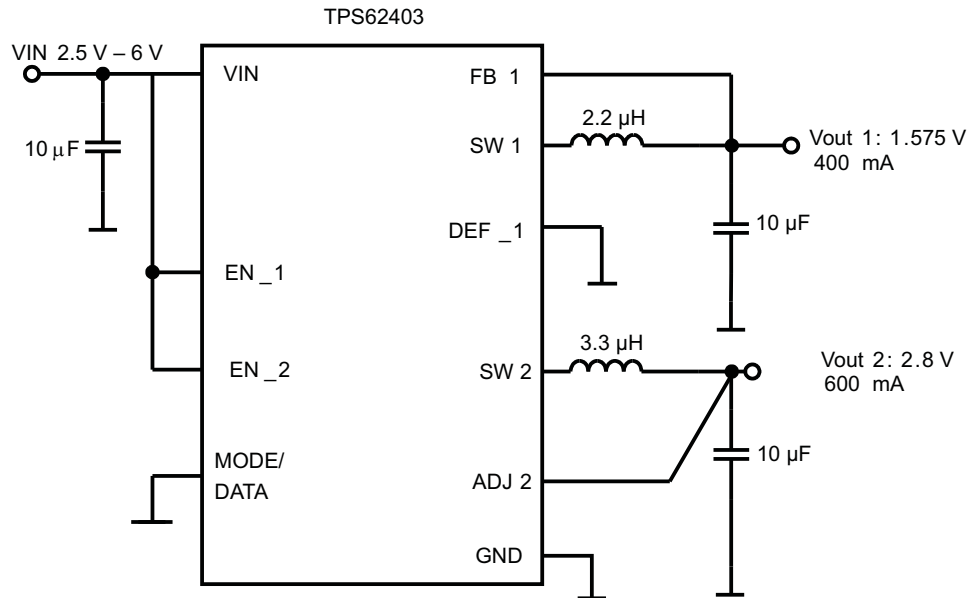 TPS62403
VIN 2.5 V – 6 V
VIN
FB 1
2.2 µH
10 µF
SW 1
Vout 1: 1.575 V
400 mA
DEF _1
10 µF
EN _1
3.3 µH
EN _2
SW 2
Vout 2: 2.8 V
600 mA
MODE/
DATA
ADJ 2
10 µF
GND